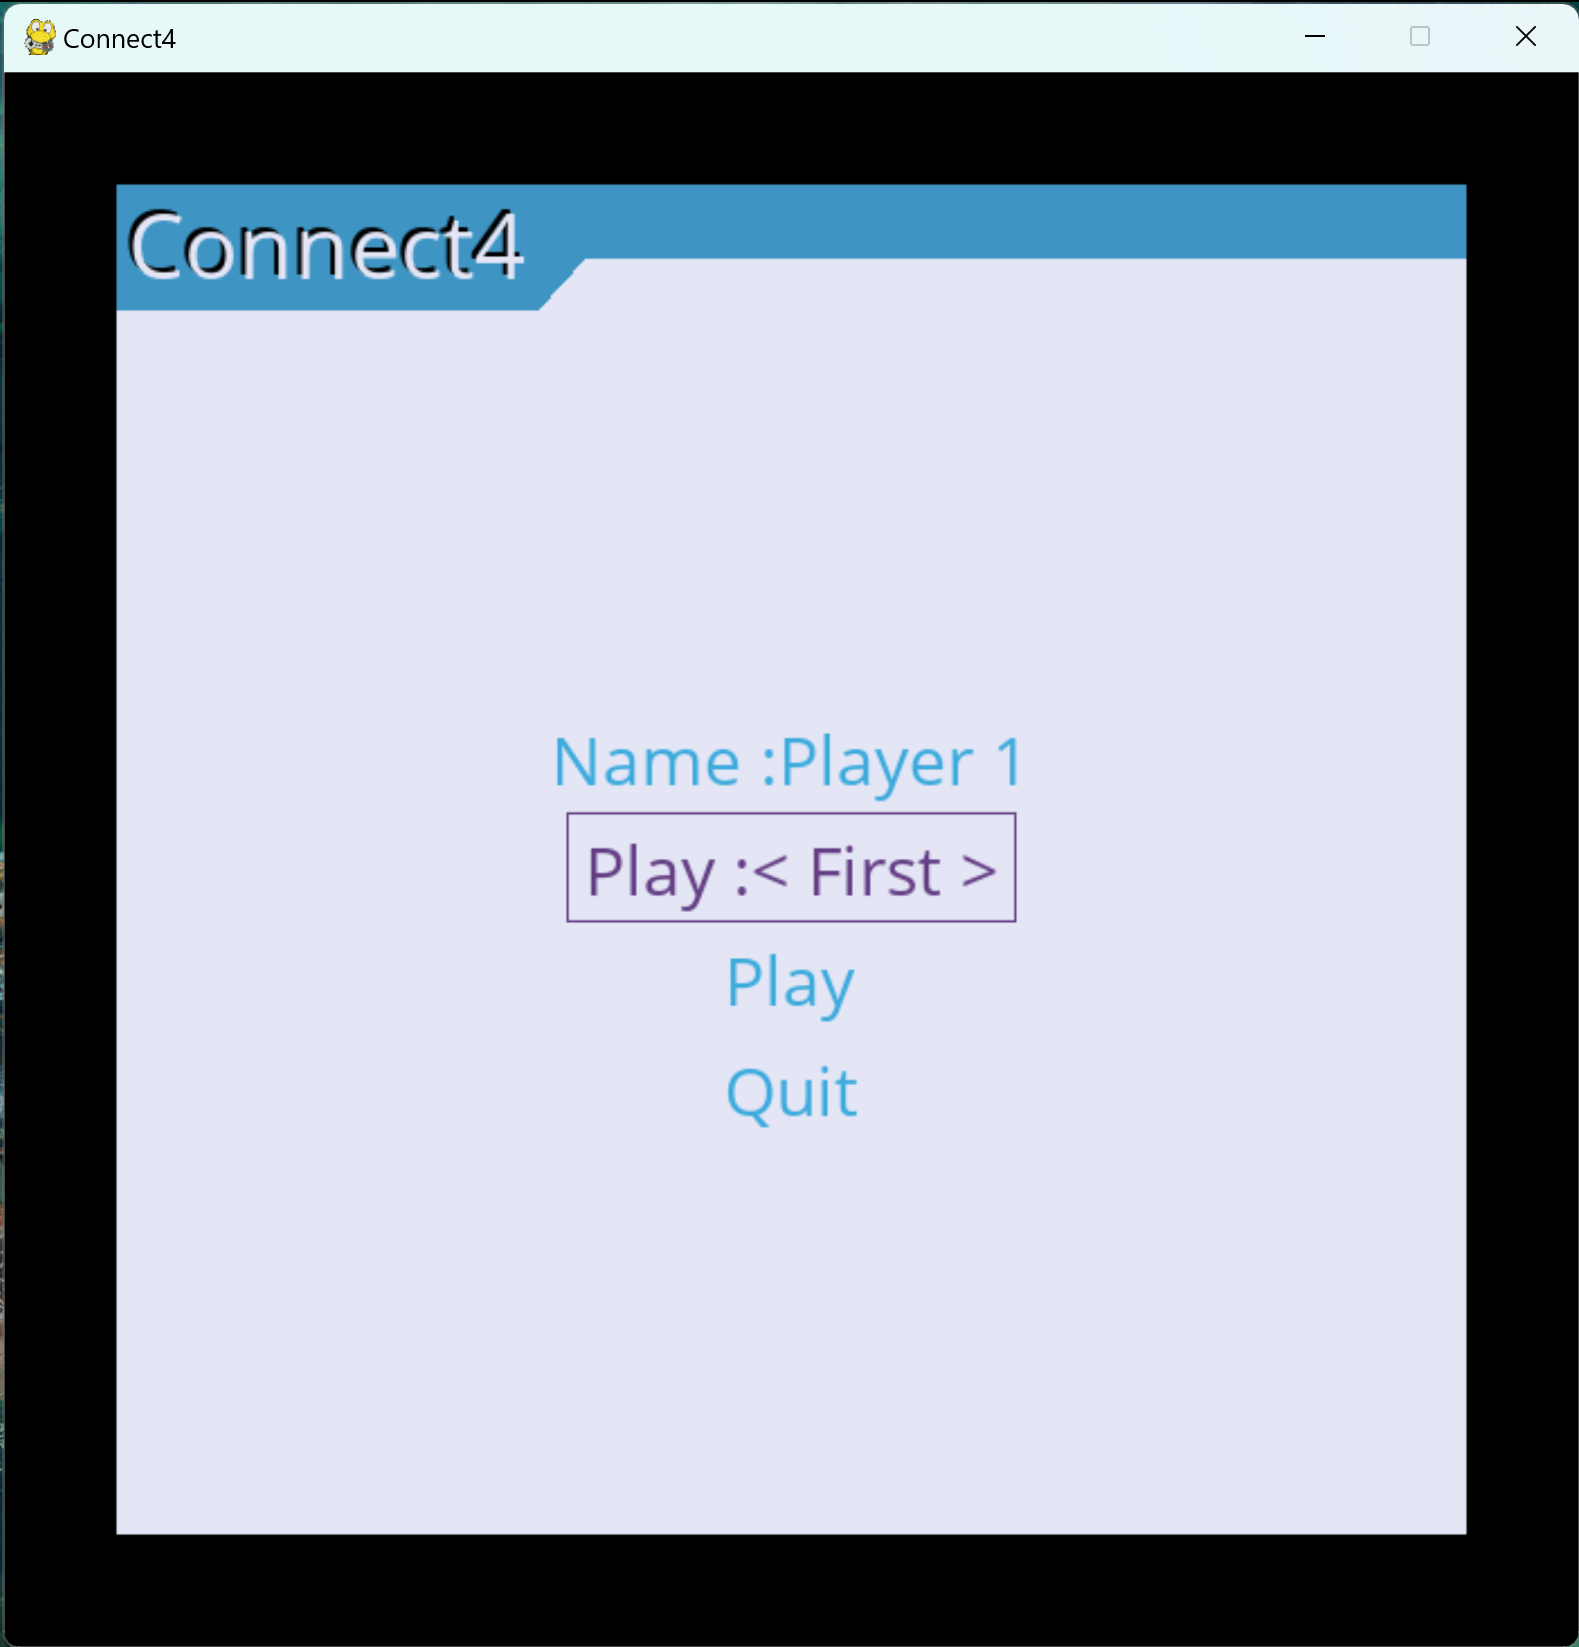 Connect4
Connect4
Name :Player 1
Play :< First >
Play
Quit